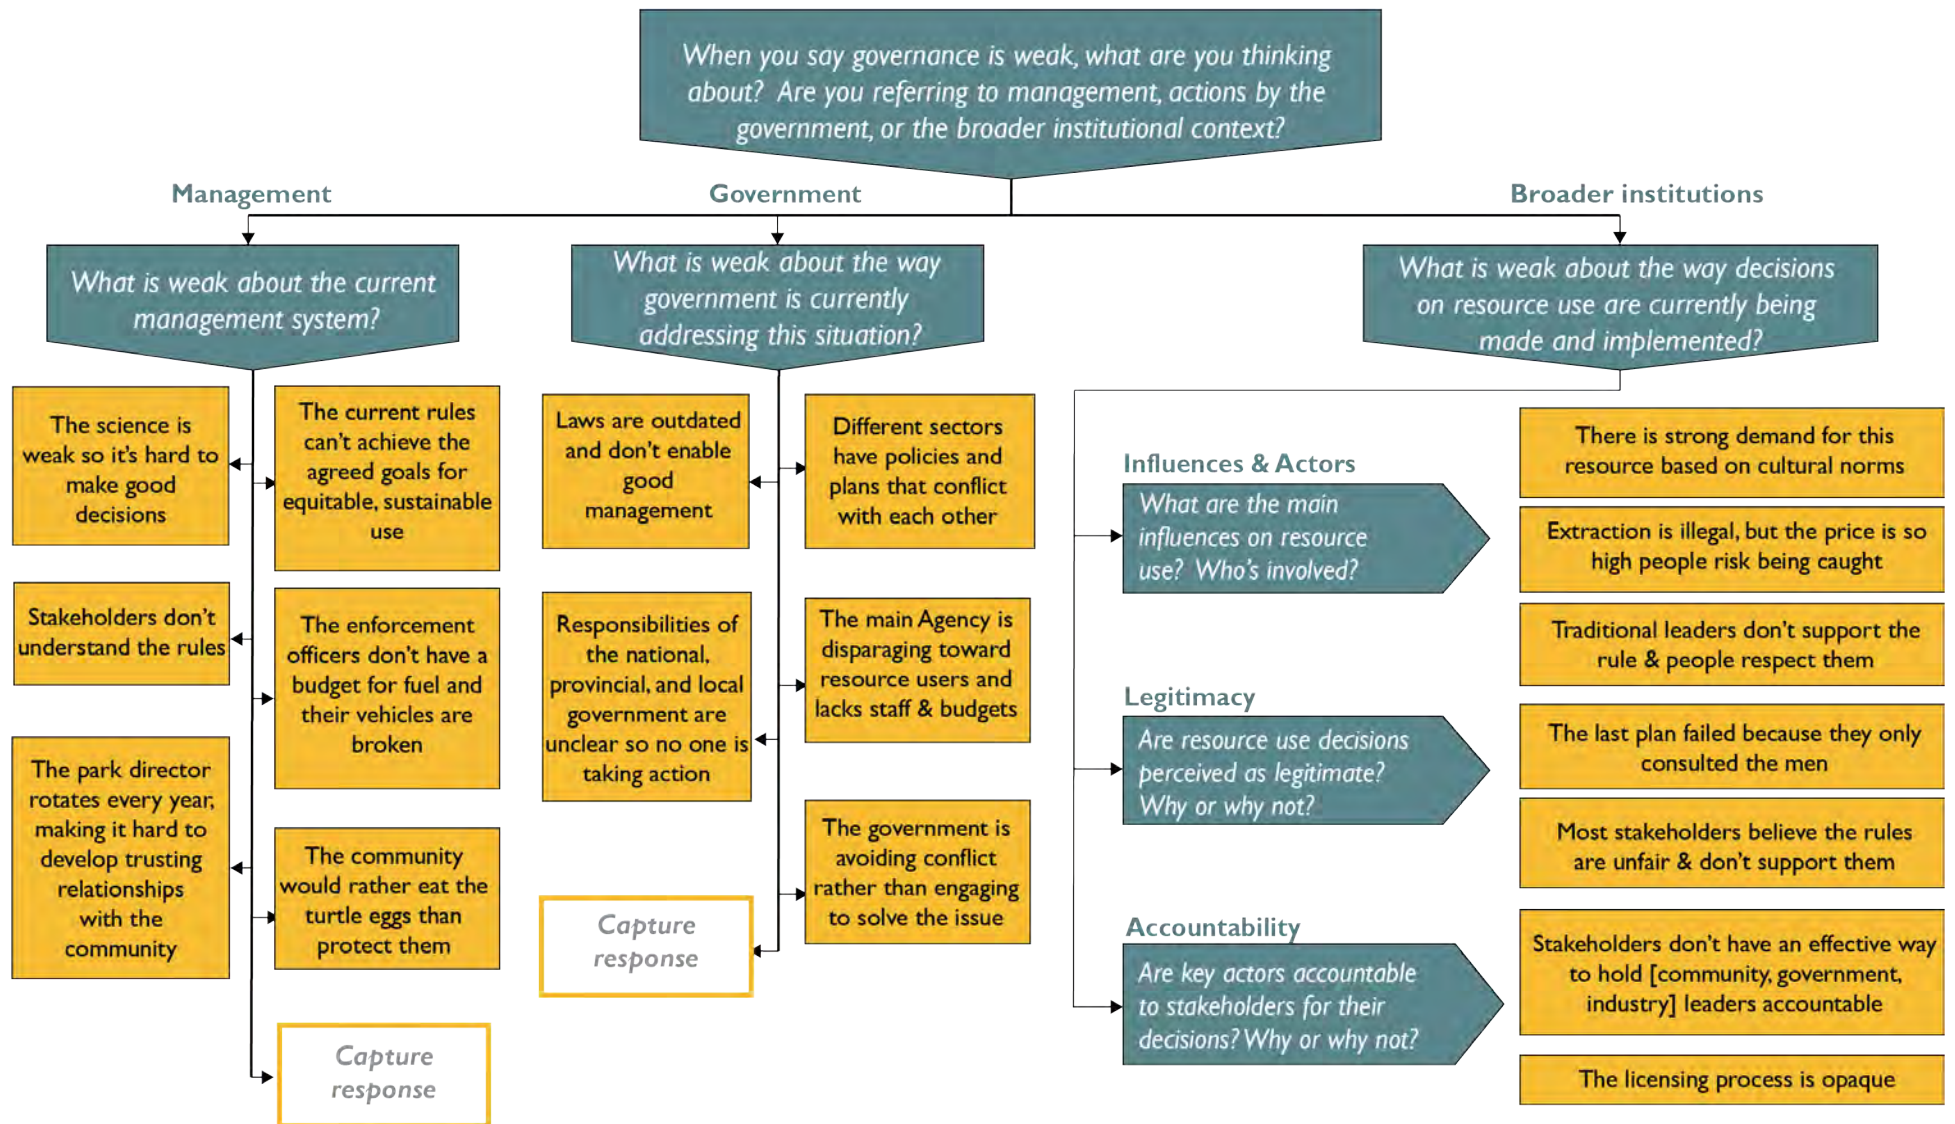 When you say governance is weak, what are you thinking
about? Are you referring to management, actions by the
government, or the broader institutional context?
Management
Government
Broader institutions
What is weak about the current
management system?
What is weak about the way
government is currently
addressing this situation?
What is weak about the way decisions
on resource use are currently being
made and implemented?
The science is
weak so it's hard to
make good
decisions
The current rules
can't achieve the
agreed goals for
equitable, sustainable
use
Stakeholders don't
understand the rules
The enforcement
officers don't have a
budget for fuel and
their vehicles are
broken
The park director
rotates every year,
making it hard to
develop trusting
relationships
with the
community
The community
would rather eat the
turtle eggs than
protect them
Capture
response
Laws are outdated
and don't enable
good
management
Different sectors
have policies and
plans that conflict
with each other
Responsibilities of
the national,
provincial, and local
government are
unclear so no one is
taking action
The main Agency is
disparaging toward
resource users and
lacks staff & budgets
The government is
avoiding conflict
rather than engaging
to solve the issue
Capture
response
Influences & Actors
What are the main
influences on resource
use? Who's involved?
Legitimacy
Are resource use decisions
perceived as legitimate?
Why or why not?
Accountability
Are key actors accountable
to stakeholders for their
decisions? Why or why not?
There is strong demand for this
resource based on cultural norms
Extraction is illegal, but the price is so
high people risk being caught
Traditional leaders don't support the
rule & people respect them
The last plan failed because they only
consulted the men
Most stakeholders believe the rules
are unfair & don't support them
Stakeholders don't have an effective way
to hold [community, government,
industry] leaders accountable
The licensing process is opaque